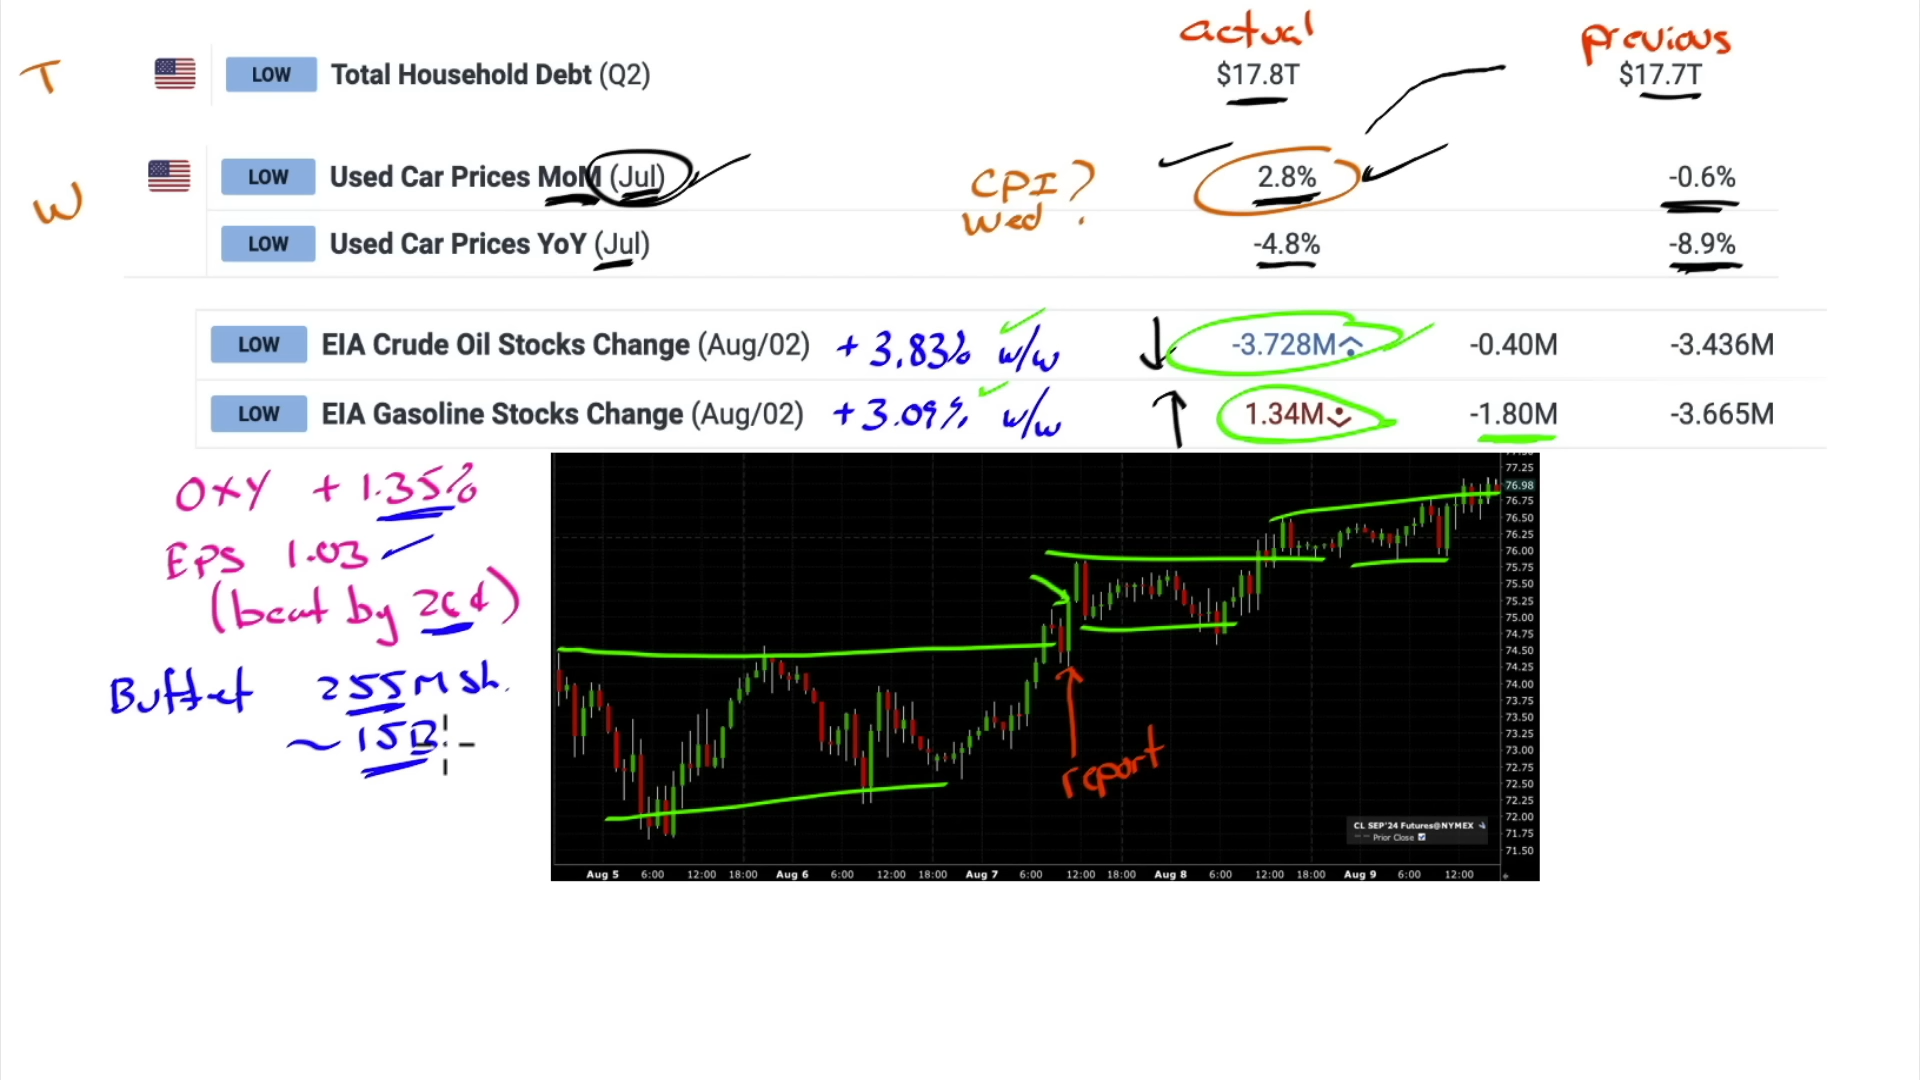 actual previous
T LOW Total Household Debt (Q2) $17.8T $17.7T
W LOW Used Car Prices MoM (Jul) CPI? 2.8% -0.6%
LOW Used Car Prices YoY (Jul) Wed -4.8% -8.9%
LOW EIA Crude Oil Stocks Change (Aug/02) + 3.83% w/w -3.728M -0.40M -3.436M
LOW EIA Gasoline Stocks Change (Aug/02) +3.09% w/w 1.34M -1.80M -3.665M
OXY + 1.35%
EPS 1.03
(beat by 26¢)
Buffet 255M sh.
~15B
report
77.25
76.98
76.75
76.50
76.25
76.00
75.75
75.50
75.25
75.00
74.75
74.50
74.25
74.00
73.75
73.50
73.25
73.00
72.75
72.50
72.25
72.00
71.75
71.50
CL SEP'24 Futures@NYMEX
Prior Close
Aug 5 6:00 12:00 18:00 Aug 6 6:00 12:00 18:00 Aug 7 6:00 12:00 18:00 Aug 8 6:00 12:00 18:00 Aug 9 6:00 12:00